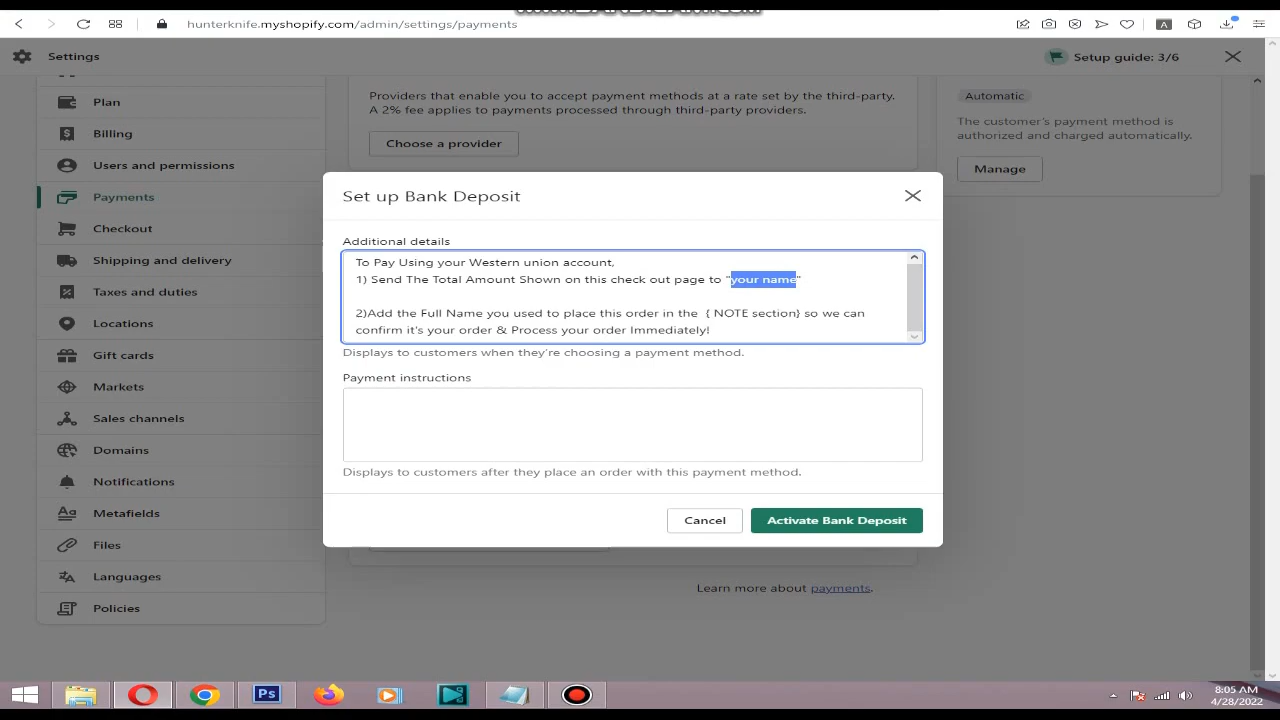 hunterknife.myshopify.com/admin/settings/payments
A
Settings
Setup guide: 3/6
Plan
Billing
Users and permissions
Payments
Checkout
Shipping and delivery
Taxes and duties
Locations
Gift cards
Markets
Sales channels
Domains
Notifications
Metafields
Files
Languages
Policies
Providers that enable you to accept payment methods at a rate set by the third-party.
A 2% fee applies to payments processed through third-party providers.
Choose a provider
Automatic
The customer's payment method is
authorized and charged automatically.
Manage
Set up Bank Deposit
Additional details
To Pay Using your Western union account,
1) Send The Total Amount Shown on this check out page to "your name"
2)Add the Full Name you used to place this order in the { NOTE section} so we can
confirm it's your order & Process your order Immediately!
Displays to customers when they're choosing a payment method.
Payment instructions
Displays to customers after they place an order with this payment method.
Cancel
Activate Bank Deposit
Learn more about payments.
Ps
8:05 AM
4/28/2022